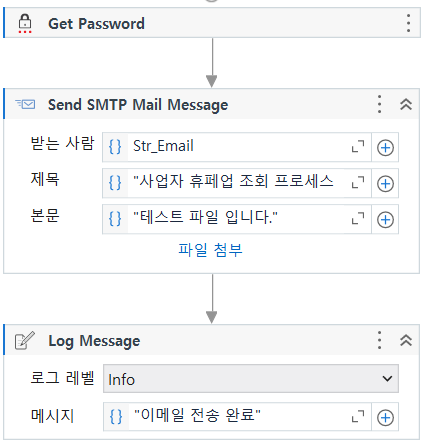 Get Password
Send SMTP Mail Message
받는 사람 Str_Email
제목 "사업자 휴폐업 조회 프로세스
본문 "테스트 파일 입니다."
파일 첨부
Log Message
로그 레벨 Info
메시지 "이메일 전송 완료"